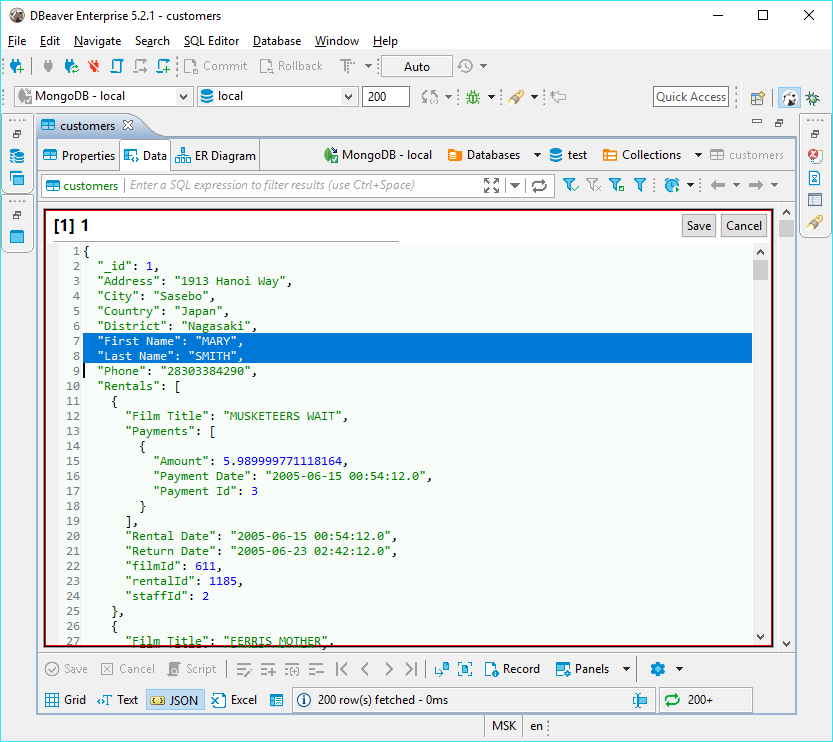 DBeaver Enterprise 5.2.1 - customers
File Edit Navigate Search SQL Editor Database Window Help
Commit Rollback Auto
MongoDB - local local 200 Quick Access
customers
Properties Data ER Diagram MongoDB - local Databases test Collections customers
customers Enter a SQL expression to filter results (use Ctrl+Space)
[1] 1 Save Cancel
1 {
2 "_id": 1,
3 "Address": "1913 Hanoi Way",
4 "City": "Sasebo",
5 "Country": "Japan",
6 "District": "Nagasaki",
7 "First Name": "MARY",
8 "Last Name": "SMITH",
9 "Phone": "28303384290",
10 "Rentals": [
11 {
12 "Film Title": "MUSKETEERS WAIT",
13 "Payments": [
14 {
15 "Amount": 5.989999771118164,
16 "Payment Date": "2005-06-15 00:54:12.0",
17 "Payment Id": 3
18 }
19 ],
20 "Rental Date": "2005-06-15 00:54:12.0",
21 "Return Date": "2005-06-23 02:42:12.0",
22 "filmId": 611,
23 "rentalId": 1185,
24 "staffId": 2
25 },
26 {
27 "Film Title": "FERRIS MOTHER",
Save Cancel Script Record Panels
Grid Text JSON Excel 200 row(s) fetched - 0ms 200+
MSK en